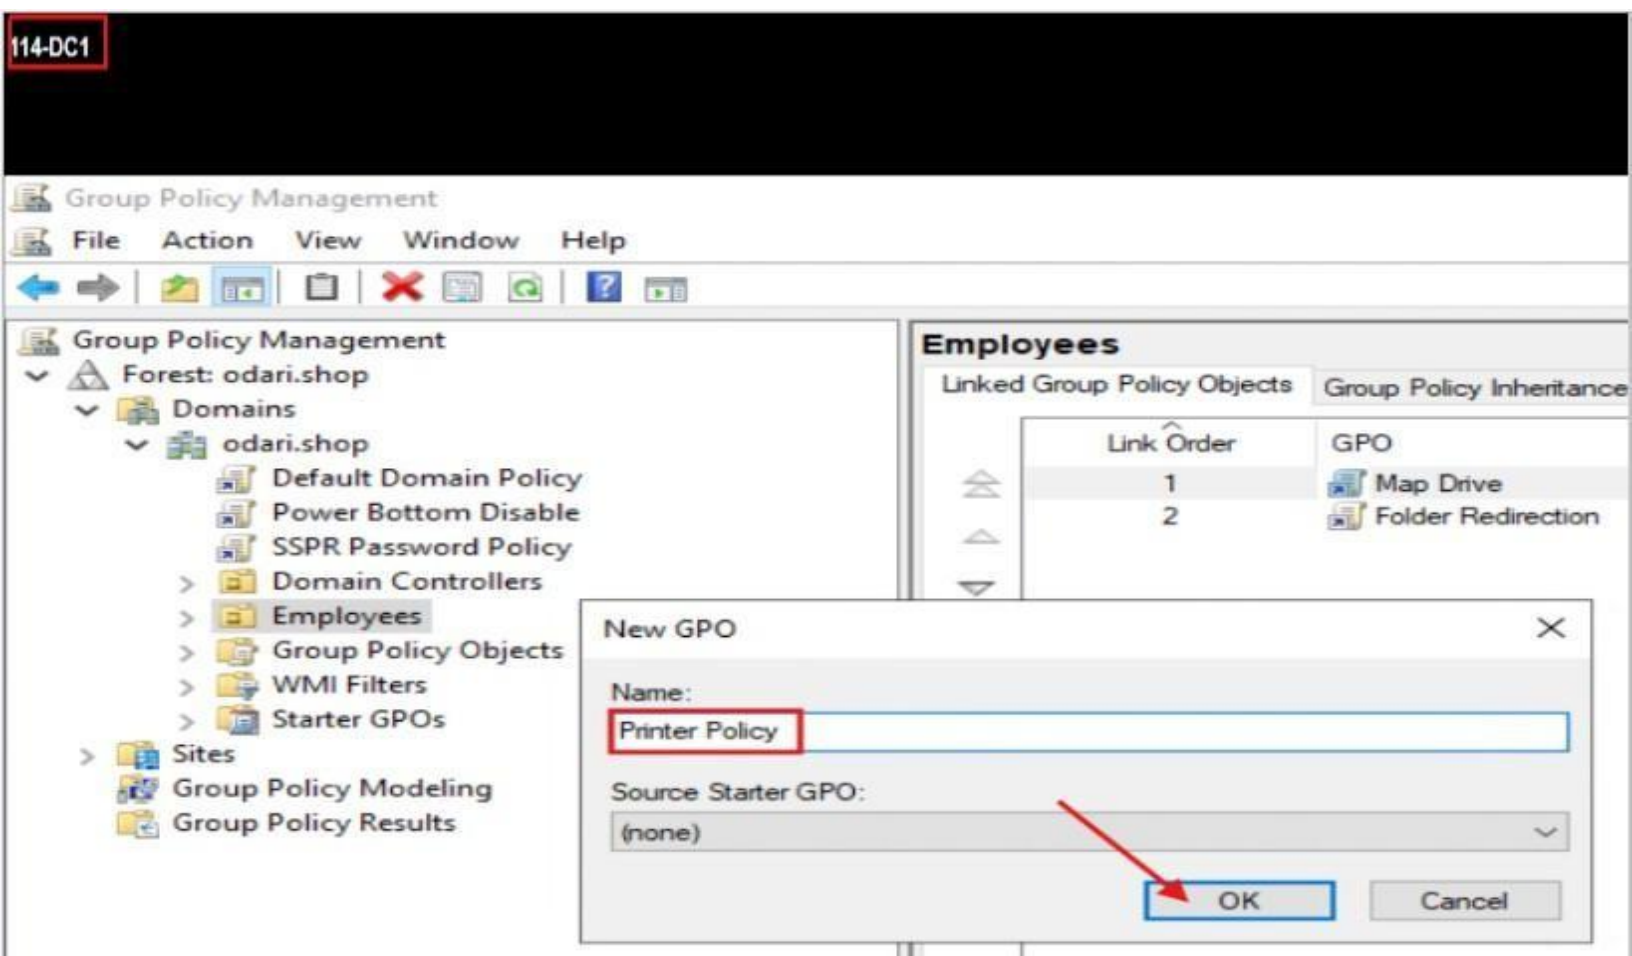 114-DC1
Group Policy Management
File Action View Window Help
Group Policy Management
Forest: odari.shop
Domains
odari.shop
Default Domain Policy
Power Bottom Disable
SSPR Password Policy
Domain Controllers
Employees
Group Policy Objects
WMI Filters
Starter GPOs
Sites
Group Policy Modeling
Group Policy Results
Employees
Linked Group Policy Objects Group Policy Inheritance
Link Order GPO
1 Map Drive
2 Folder Redirection
New GPO
Name:
Printer Policy
Source Starter GPO:
(none)
OK Cancel